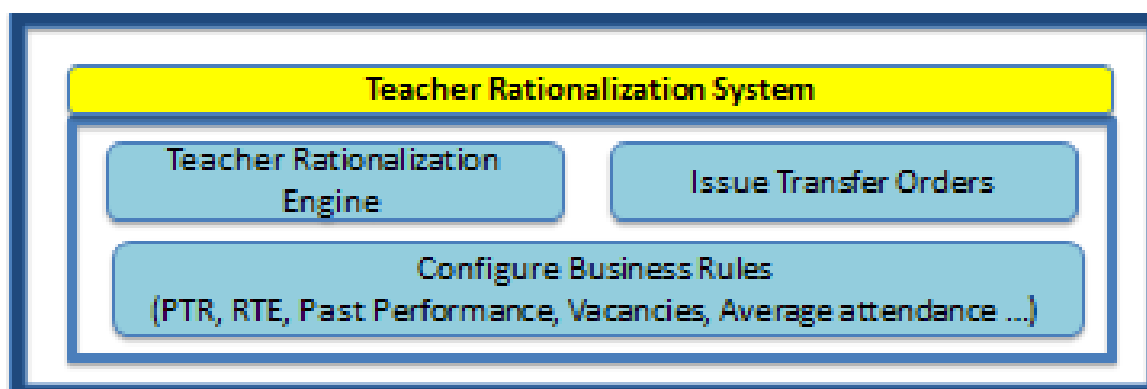 Teacher Rationalization System
Teacher Rationalization
Engine
Issue Transfer Orders
Configure Business Rules
(PTR, RTE, Past Performance, Vacancies, Average attendance ...)